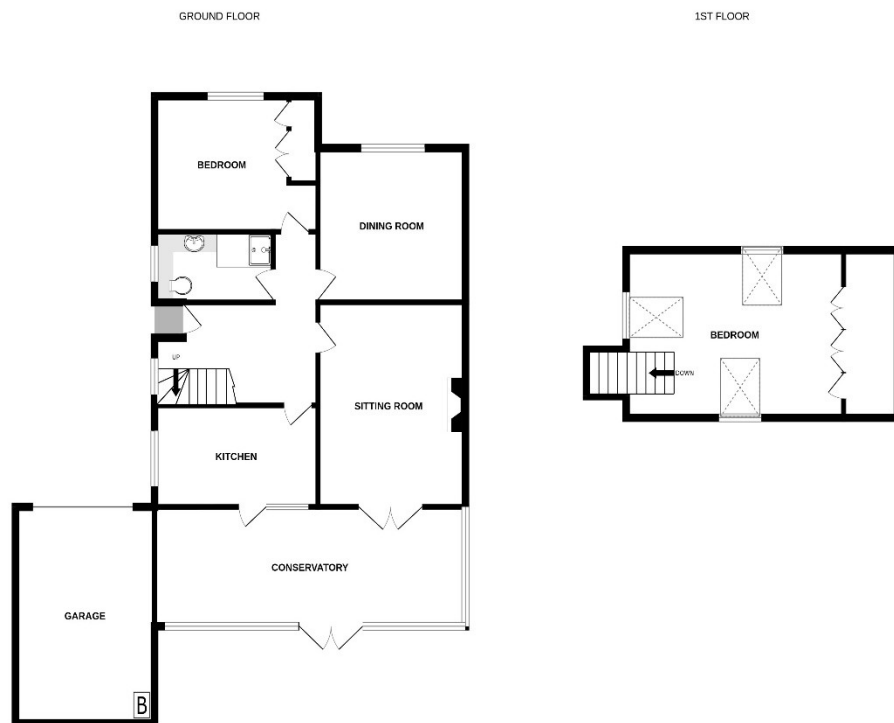 GROUND FLOOR
1ST FLOOR
BEDROOM
DINING ROOM
UP
SITTING ROOM
KITCHEN
CONSERVATORY
GARAGE
B
BEDROOM
DOWN